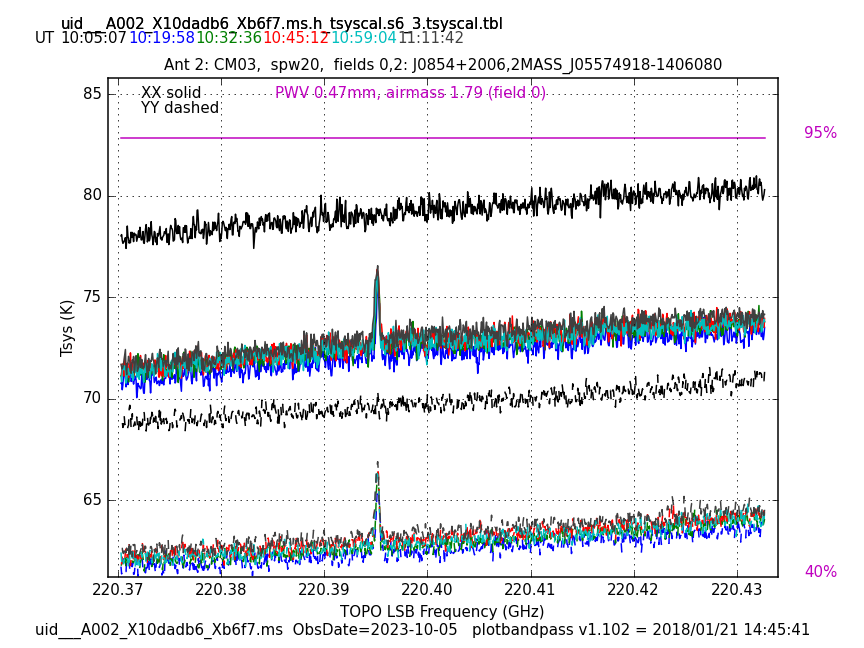 uid___A002_X10dadb6_Xb6f7.ms.h_tsyscal.s6_3.tsyscal.tbl
UT 10:05:07 10:19:58 10:32:36 10:45:12 10:59:04 11:11:42
Ant 2: CM03,  spw20,  fields 0,2: J0854+2006,2MASS_J05574918-1406080
85
XX solid
PWV 0.47mm, airmass 1.79 (field 0)
YY dashed
95%
80
75
Tsys (K)
70
65
40%
220.37 220.38 220.39 220.40 220.41 220.42 220.43
TOPO LSB Frequency (GHz)
uid___A002_X10dadb6_Xb6f7.ms  ObsDate=2023-10-05   plotbandpass v1.102 = 2018/01/21 14:45:41